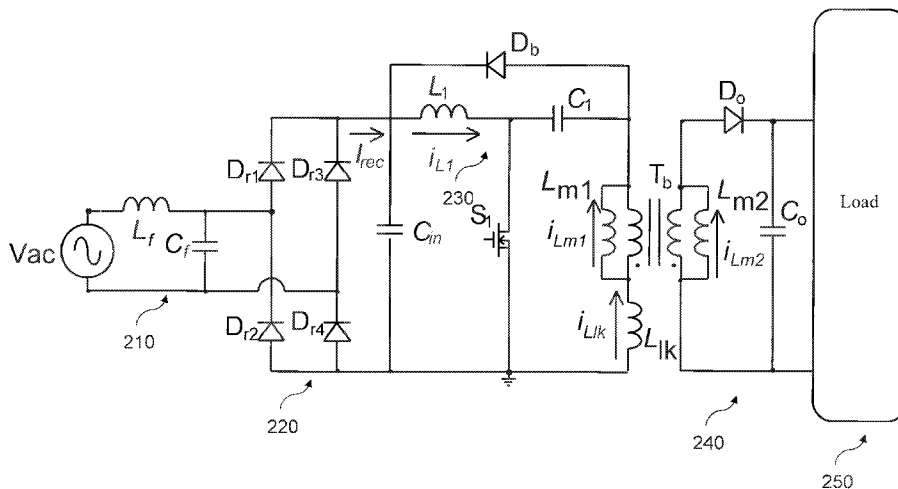 D_b
L_1
C_1
D_o
I_rec
i_L1
D_r1
D_r3
230
L_m1
T_b
L_m2
S_1
C_o
Load
L_f
C_f
C_in
i_Lm1
i_Lm2
Vac
D_r2
D_r4
i_Llk
L_lk
210
220
240
250